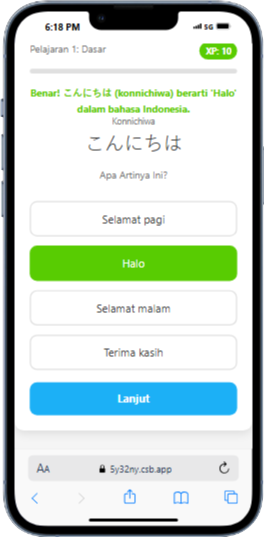 6:18 PM
5G
Pelajaran 1: Dasar
XP: 10
Benar! こんにちは (konnichiwa) berarti 'Halo'
dalam bahasa Indonesia.
Konnichiwa
こんにちは
Apa Artinya Ini?
Selamat pagi
Halo
Selamat malam
Terima kasih
Lanjut
AA
5y32ny.csb.app